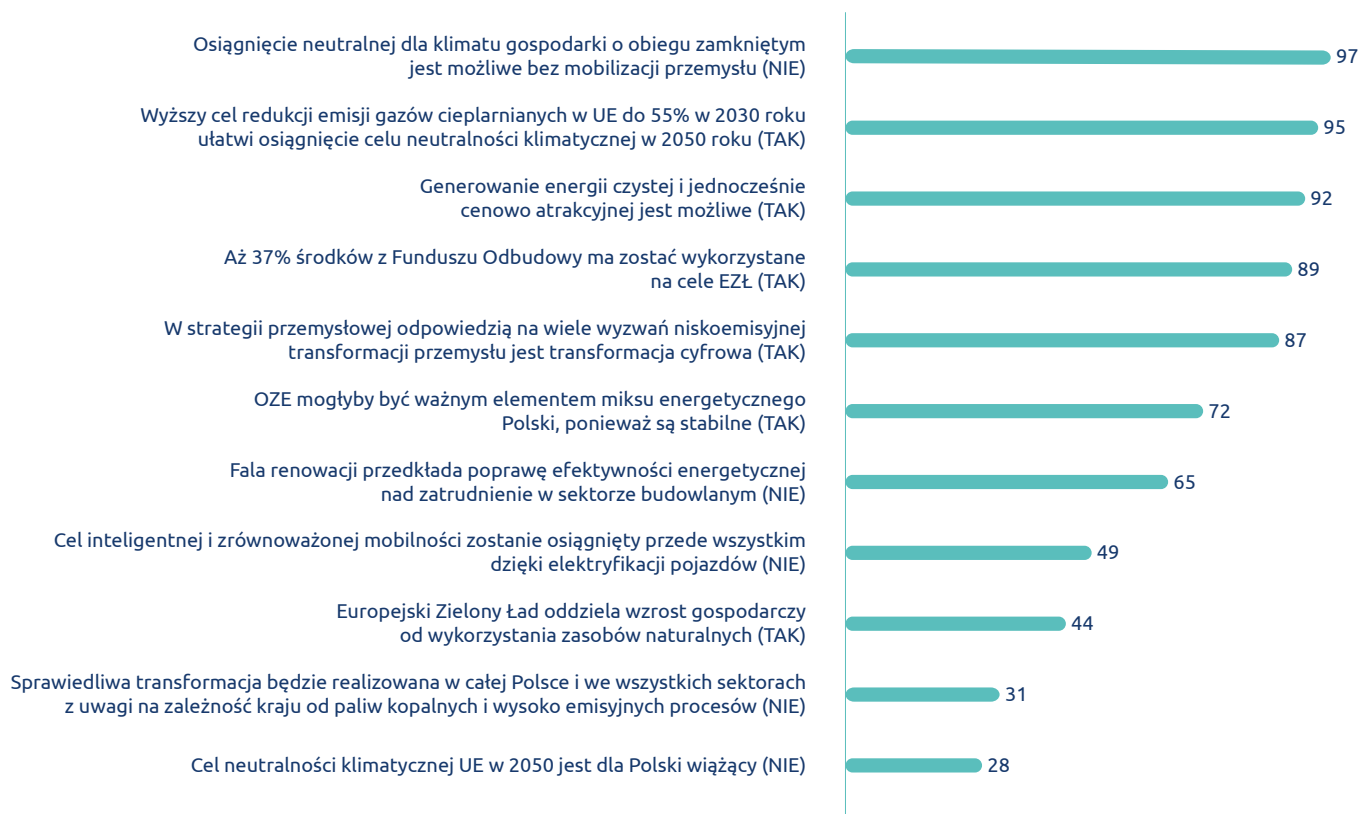 Osiągnięcie neutralnej dla klimatu gospodarki o obiegu zamkniętym
jest możliwe bez mobilizacji przemysłu (NIE)
97
Wyższy cel redukcji emisji gazów cieplarnianych w UE do 55% w 2030 roku
ułatwi osiągnięcie celu neutralności klimatycznej w 2050 roku (TAK)
95
Generowanie energii czystej i jednocześnie
cenowo atrakcyjnej jest możliwe (TAK)
92
Aż 37% środków z Funduszu Odbudowy ma zostać wykorzystane
na cele EZŁ (TAK)
89
W strategii przemysłowej odpowiedzią na wiele wyzwań niskoemisyjnej
transformacji przemysłu jest transformacja cyfrowa (TAK)
87
OZE mogłyby być ważnym elementem miksu energetycznego
Polski, ponieważ są stabilne (TAK)
72
Fala renowacji przedkłada poprawę efektywności energetycznej
nad zatrudnienie w sektorze budowlanym (NIE)
65
Cel inteligentnej i zrównoważonej mobilności zostanie osiągnięty przede wszystkim
dzięki elektryfikacji pojazdów (NIE)
49
Europejski Zielony Ład oddziela wzrost gospodarczy
od wykorzystania zasobów naturalnych (TAK)
44
Sprawiedliwa transformacja będzie realizowana w całej Polsce i we wszystkich sektorach
z uwagi na zależność kraju od paliw kopalnych i wysoko emisyjnych procesów (NIE)
31
Cel neutralności klimatycznej UE w 2050 jest dla Polski wiążący (NIE)
28